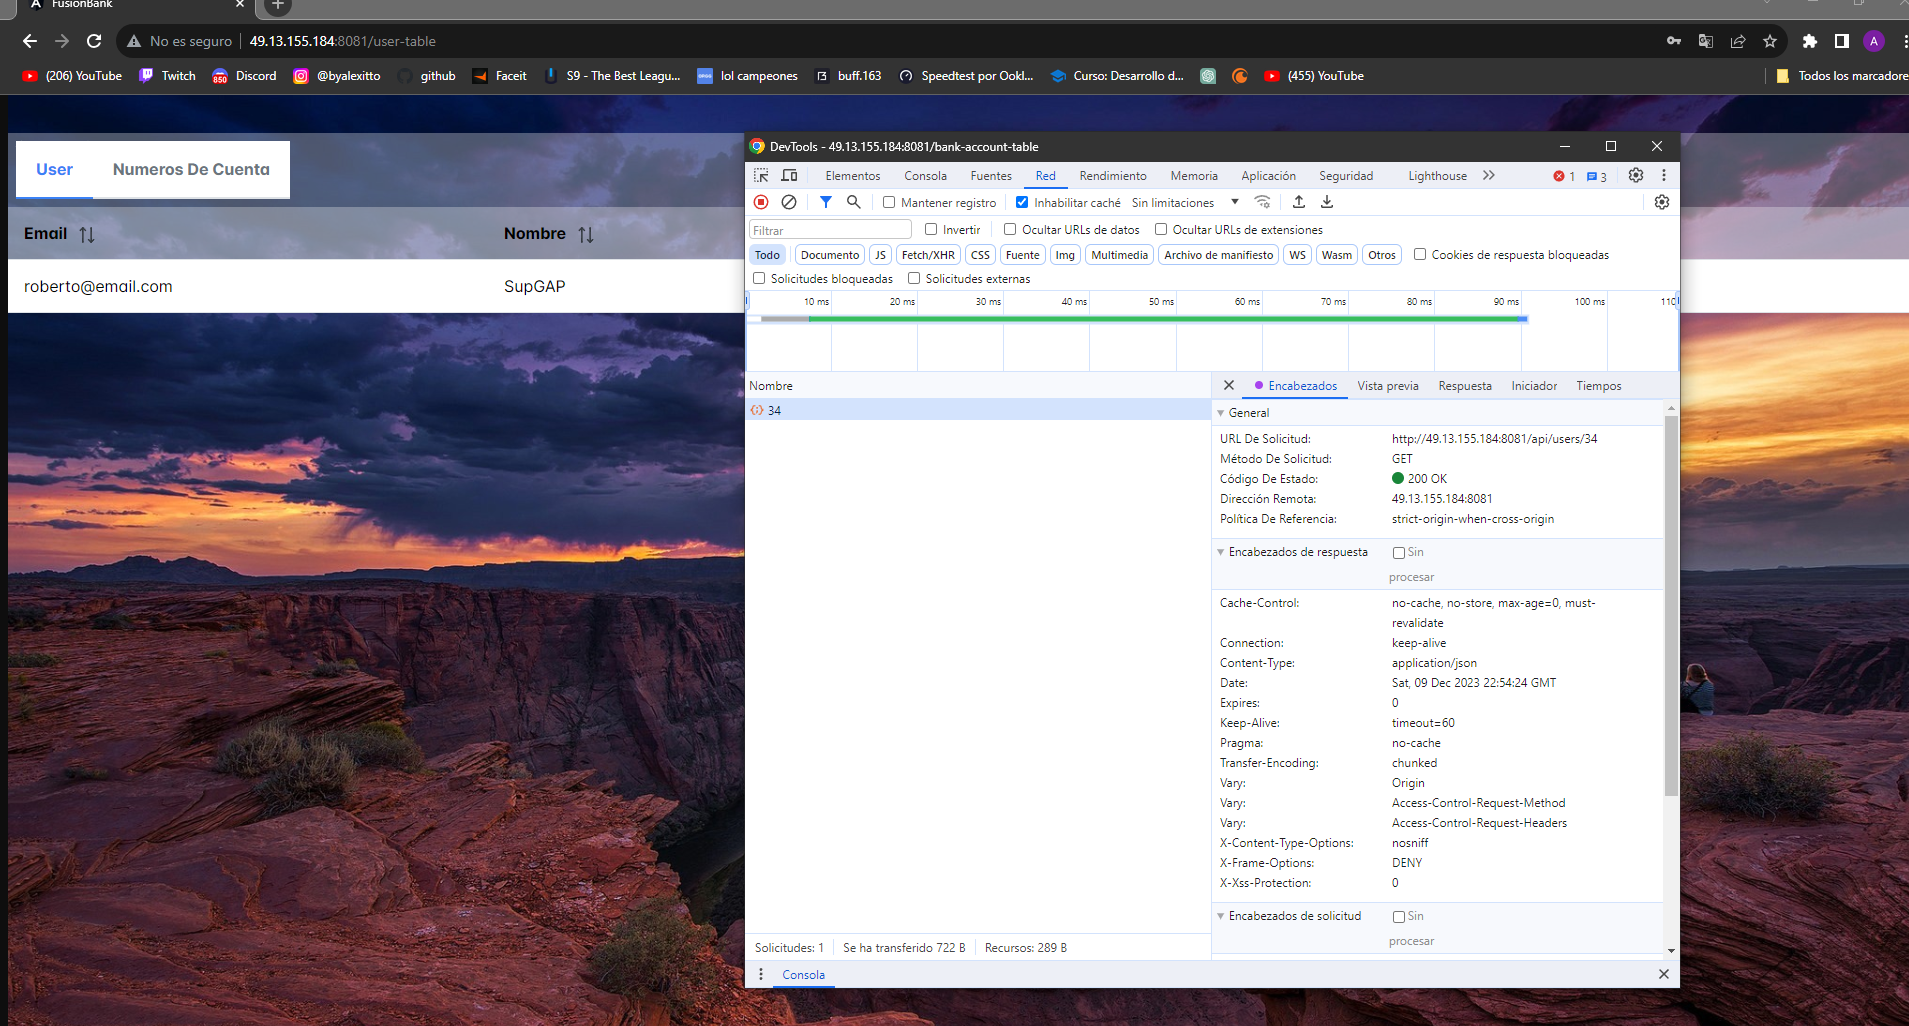 FusionBank
No es seguro 49.13.155.184:8081/user-table
A
(206) YouTube Twitch Discord @byalexitto github Faceit S9 - The Best Leagu... lol campeones buff.163 Speedtest por Ookl... Curso: Desarrollo d... (455) YouTube Todos los marcadore
User Numeros De Cuenta
Email Nombre
roberto@email.com SupGAP
DevTools - 49.13.155.184:8081/bank-account-table
Elementos Consola Fuentes Red Rendimiento Memoria Aplicación Seguridad Lighthouse 1 3
Mantener registro Inhabilitar caché Sin limitaciones
Filtrar Invertir Ocultar URLs de datos Ocultar URLs de extensiones
Todo Documento JS Fetch/XHR CSS Fuente Img Multimedia Archivo de manifiesto WS Wasm Otros Cookies de respuesta bloqueadas
Solicitudes bloqueadas Solicitudes externas
10 ms 20 ms 30 ms 40 ms 50 ms 60 ms 70 ms 80 ms 90 ms 100 ms 110
Nombre
34
Encabezados Vista previa Respuesta Iniciador Tiempos
General
URL De Solicitud: http://49.13.155.184:8081/api/users/34
Método De Solicitud: GET
Código De Estado: 200 OK
Dirección Remota: 49.13.155.184:8081
Política De Referencia: strict-origin-when-cross-origin
Encabezados de respuesta Sin
procesar
Cache-Control: no-cache, no-store, max-age=0, must-
revalidate
Connection: keep-alive
Content-Type: application/json
Date: Sat, 09 Dec 2023 22:54:24 GMT
Expires: 0
Keep-Alive: timeout=60
Pragma: no-cache
Transfer-Encoding: chunked
Vary: Origin
Vary: Access-Control-Request-Method
Vary: Access-Control-Request-Headers
X-Content-Type-Options: nosniff
X-Frame-Options: DENY
X-Xss-Protection: 0
Encabezados de solicitud Sin
procesar
Solicitudes: 1 Se ha transferido 722 B Recursos: 289 B
Consola